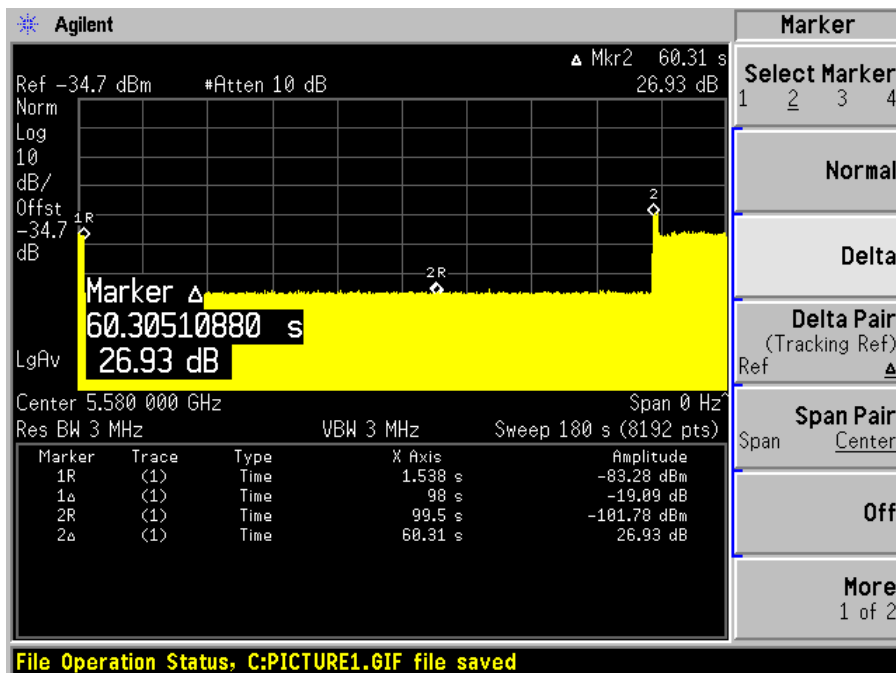 Agilent
Marker
Δ Mkr2 60.31 s
Ref -34.7 dBm #Atten 10 dB 26.93 dB
Norm
Log
10
dB/
Offst
-34.7
dB
1R
2
2R
Marker Δ
60.30510880 s
26.93 dB
LgAv
Center 5.580 000 GHz Span 0 Hz^
Res BW 3 MHz VBW 3 MHz Sweep 180 s (8192 pts)
Marker Trace Type X Axis Amplitude
1R (1) Time 1.538 s -83.28 dBm
1Δ (1) Time 98 s -19.09 dB
2R (1) Time 99.5 s -101.78 dBm
2Δ (1) Time 60.31 s 26.93 dB
Select Marker
1 2 3 4
Normal
Delta
Delta Pair
(Tracking Ref)
Ref Δ
Span Pair
Span Center
Off
More
1 of 2
File Operation Status, C:PICTURE1.GIF file saved